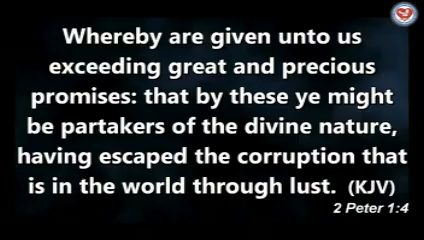 Whereby are given unto us
exceeding great and precious
promises: that by these ye might
be partakers of the divine nature,
having escaped the corruption that
is in the world through lust. (KJV)
2 Peter 1:4